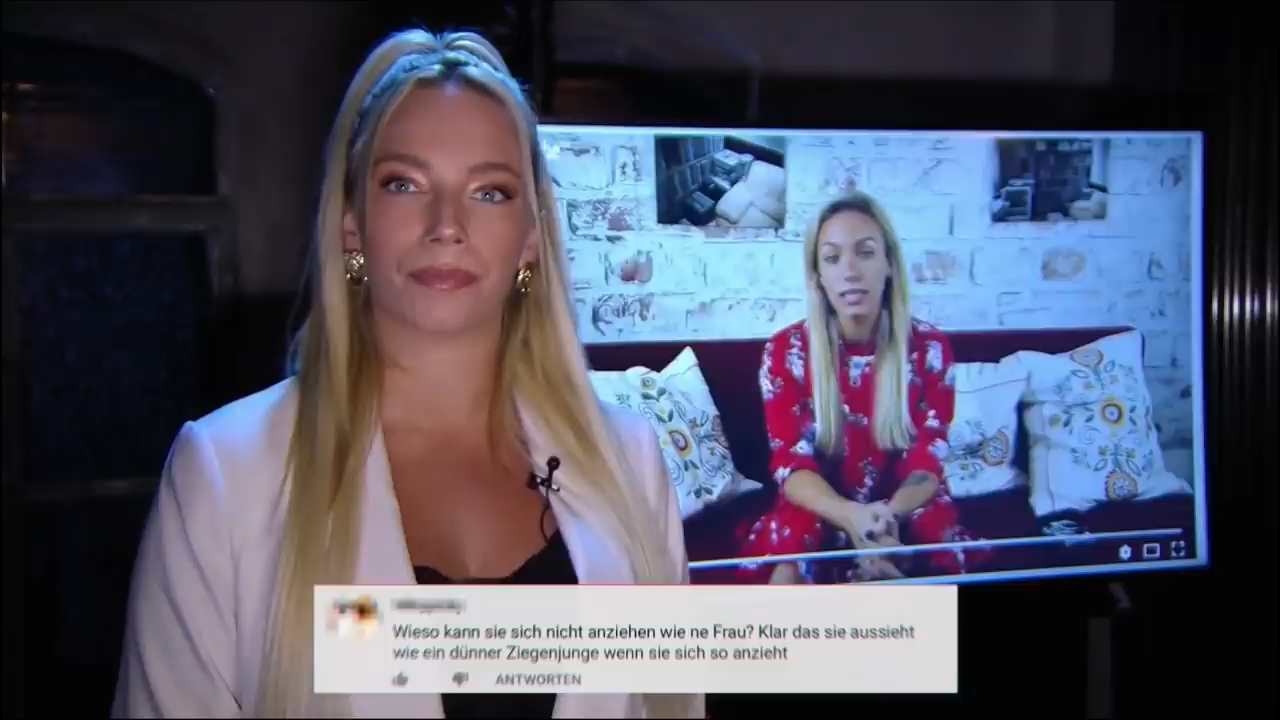 Wieso kann sie sich nicht anziehen wie ne Frau? Klar das sie aussieht
wie ein dünner Ziegenjunge wenn sie sich so anzieht
ANTWORTEN